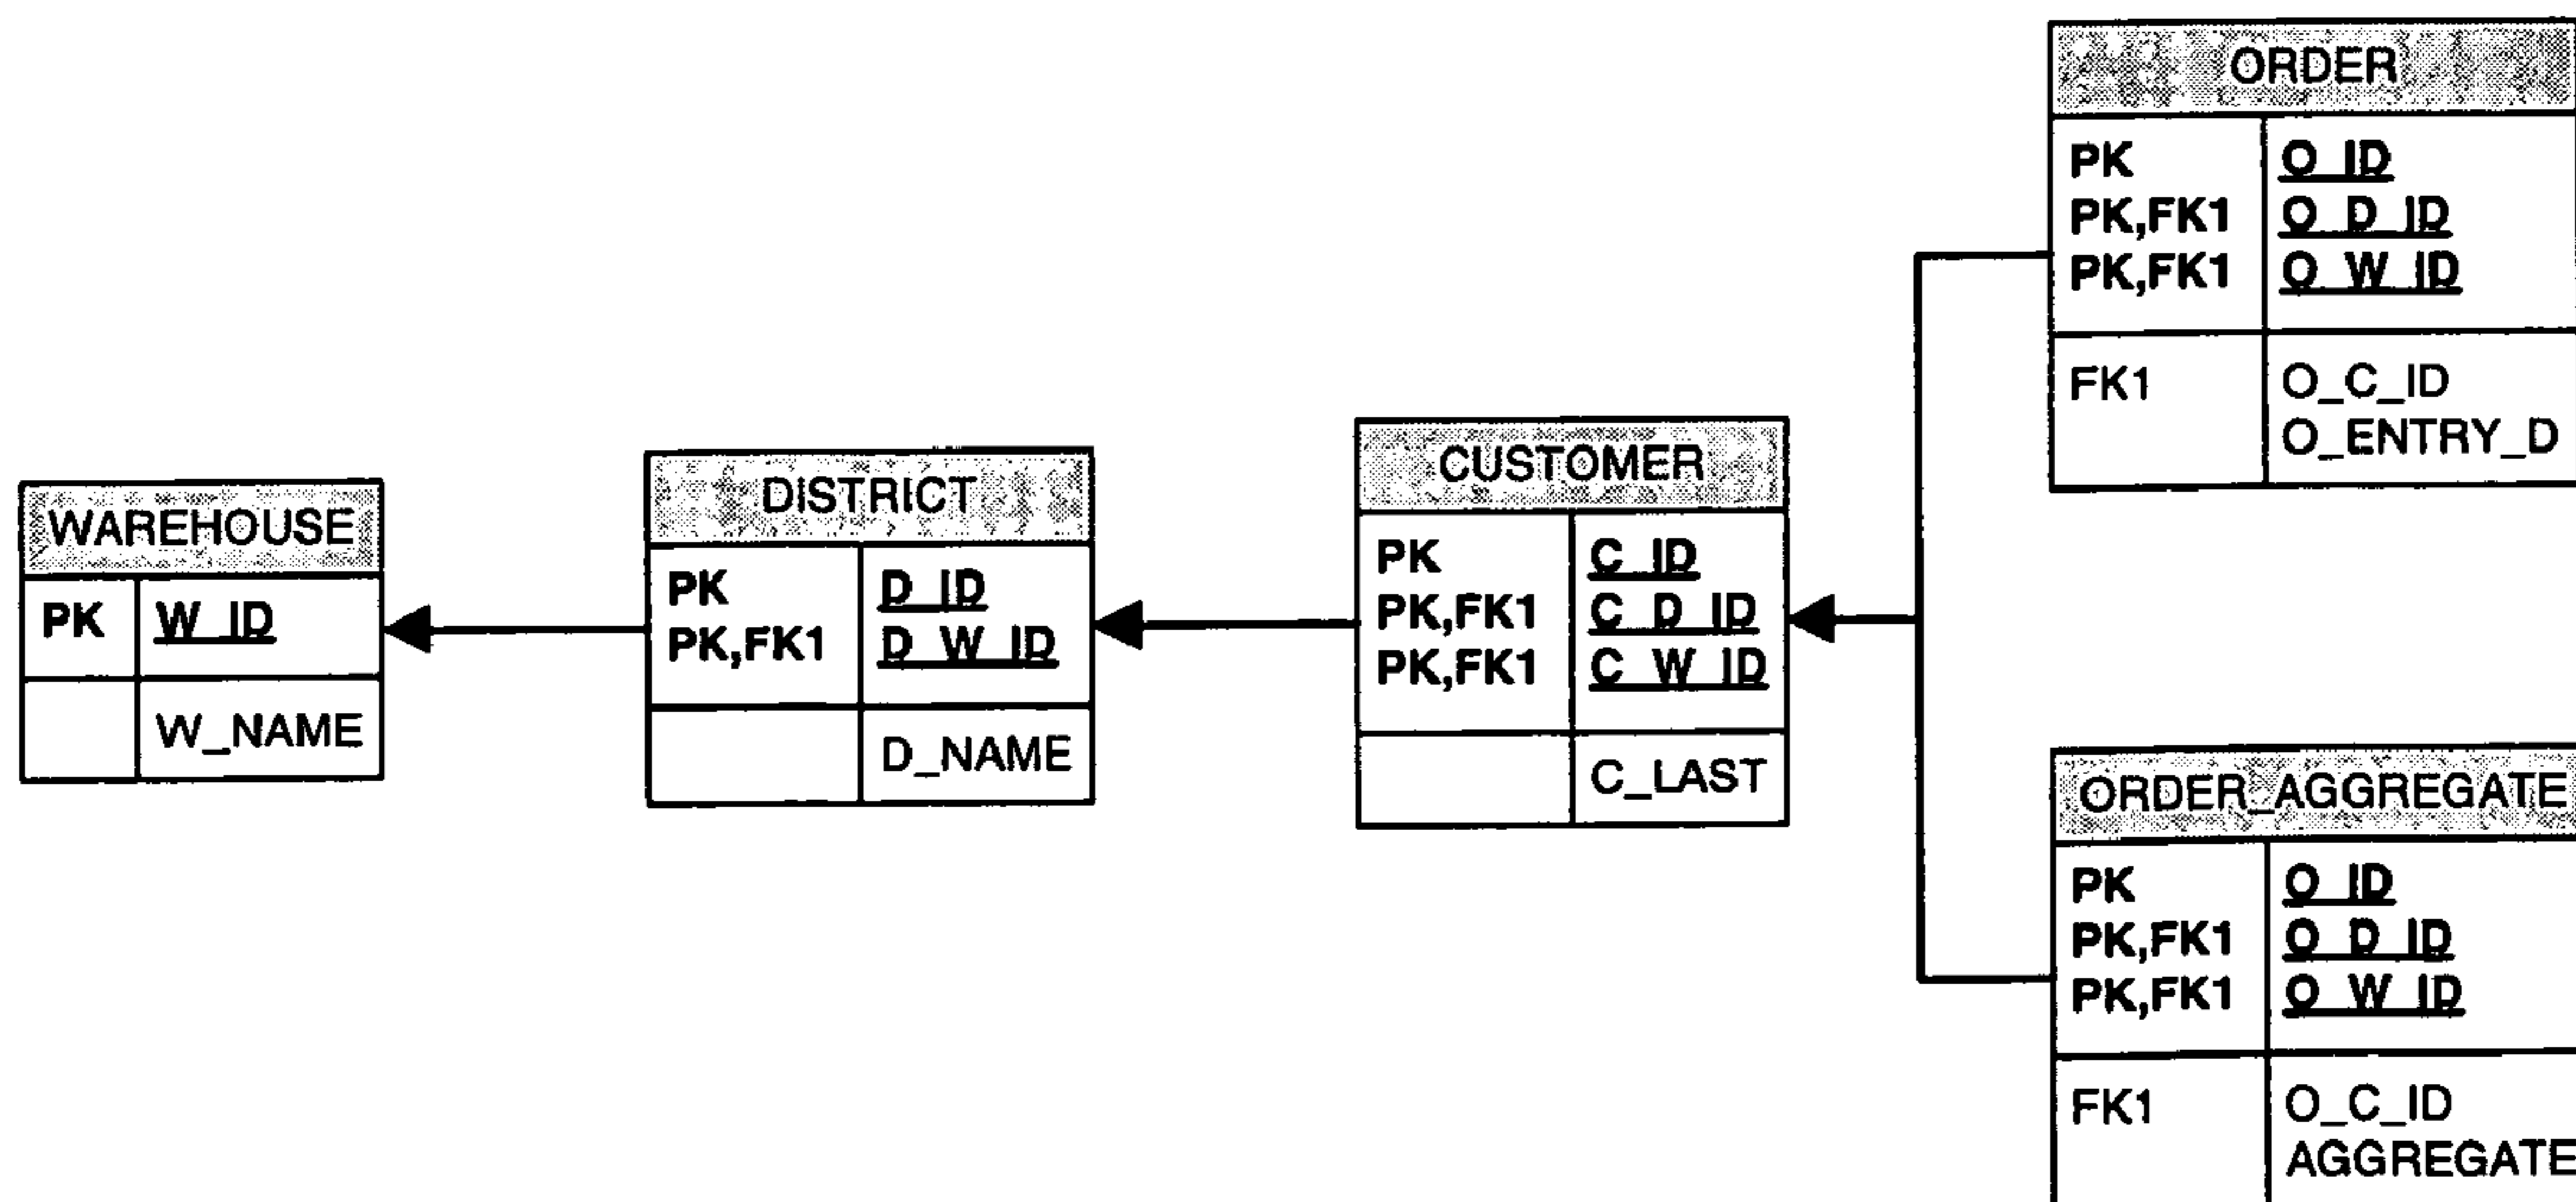 WAREHOUSE
PK W_ID
W_NAME
DISTRICT
PK D_ID
PK,FK1 D_W_ID
D_NAME
CUSTOMER
PK C_ID
PK,FK1 C_D_ID
PK,FK1 C_W_ID
C_LAST
ORDER
PK O_ID
PK,FK1 O_D_ID
PK,FK1 O_W_ID
FK1 O_C_ID
O_ENTRY_D
ORDER_AGGREGATE
PK O_ID
PK,FK1 O_D_ID
PK,FK1 O_W_ID
FK1 O_C_ID
AGGREGATE